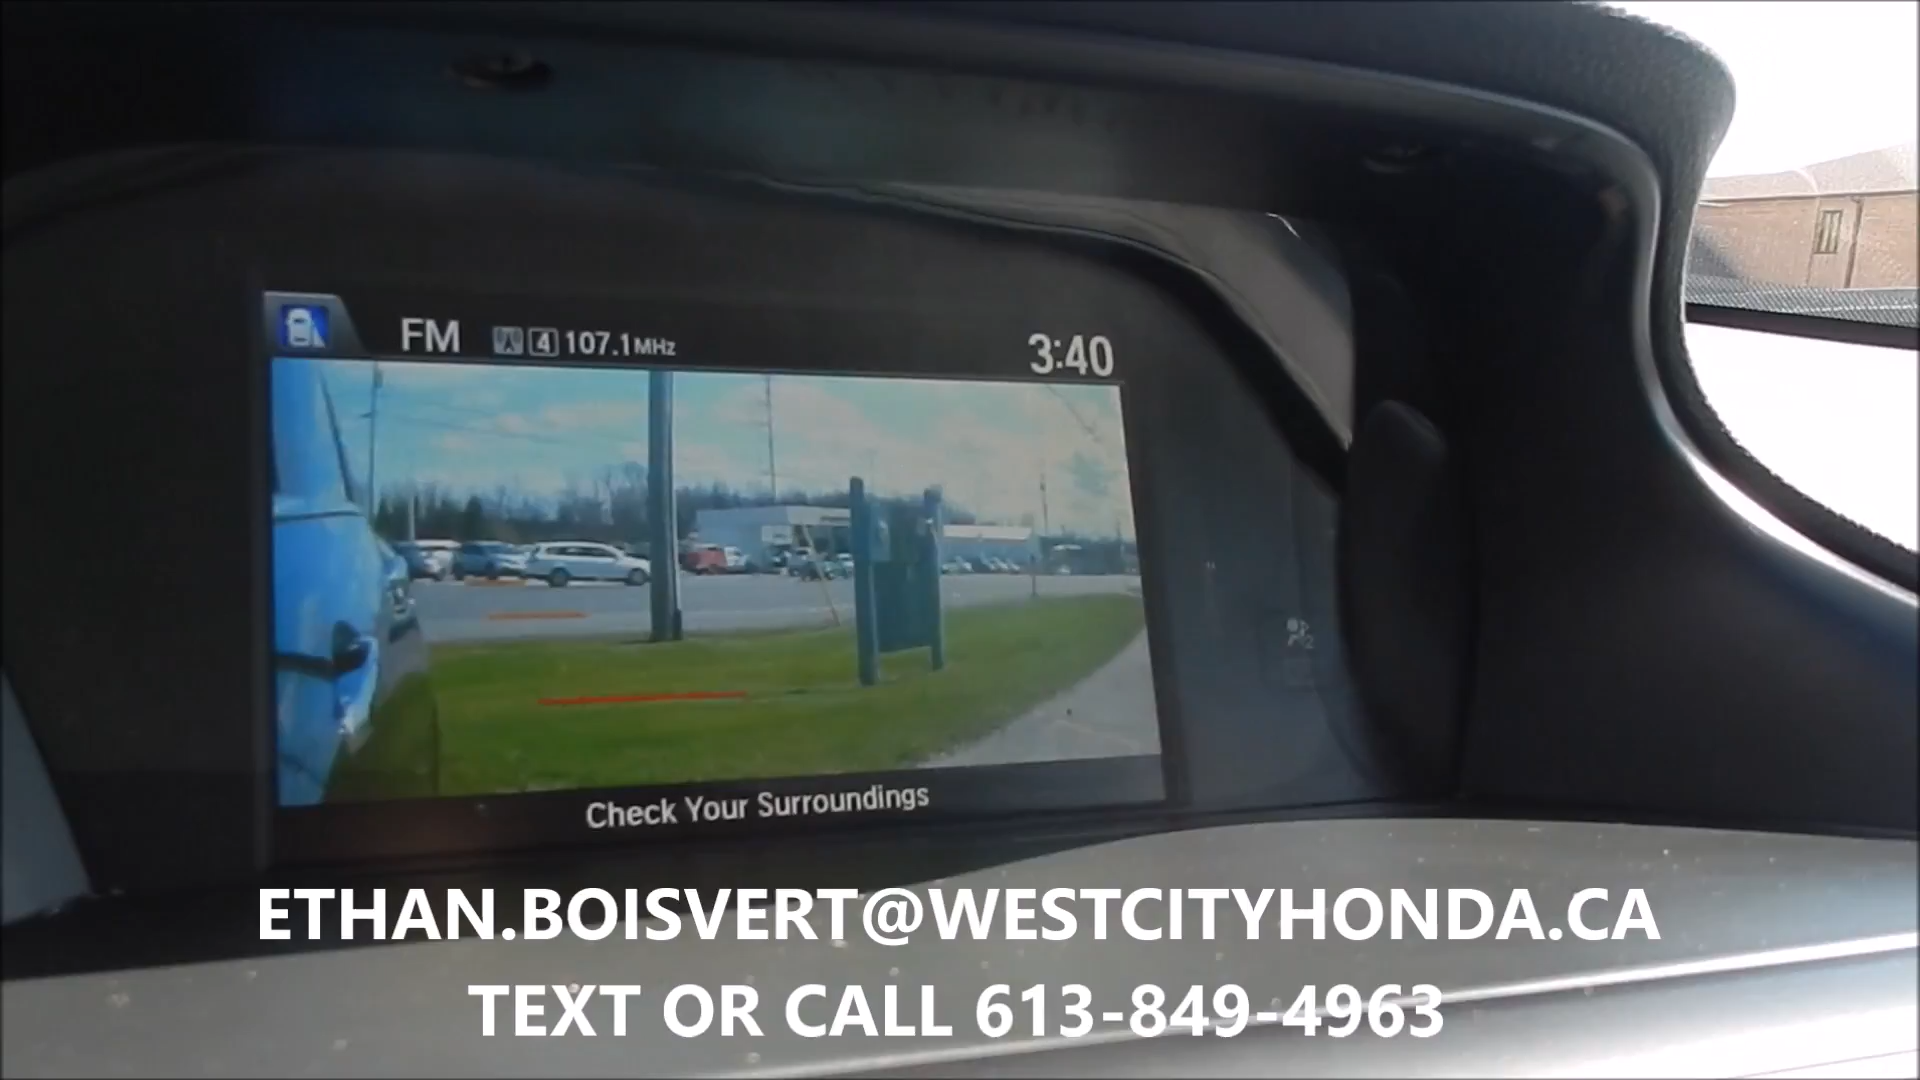 FM 4 107.1MHz 3:40
Check Your Surroundings
ETHAN.BOISVERT@WESTCITYHONDA.CA
TEXT OR CALL 613-849-4963